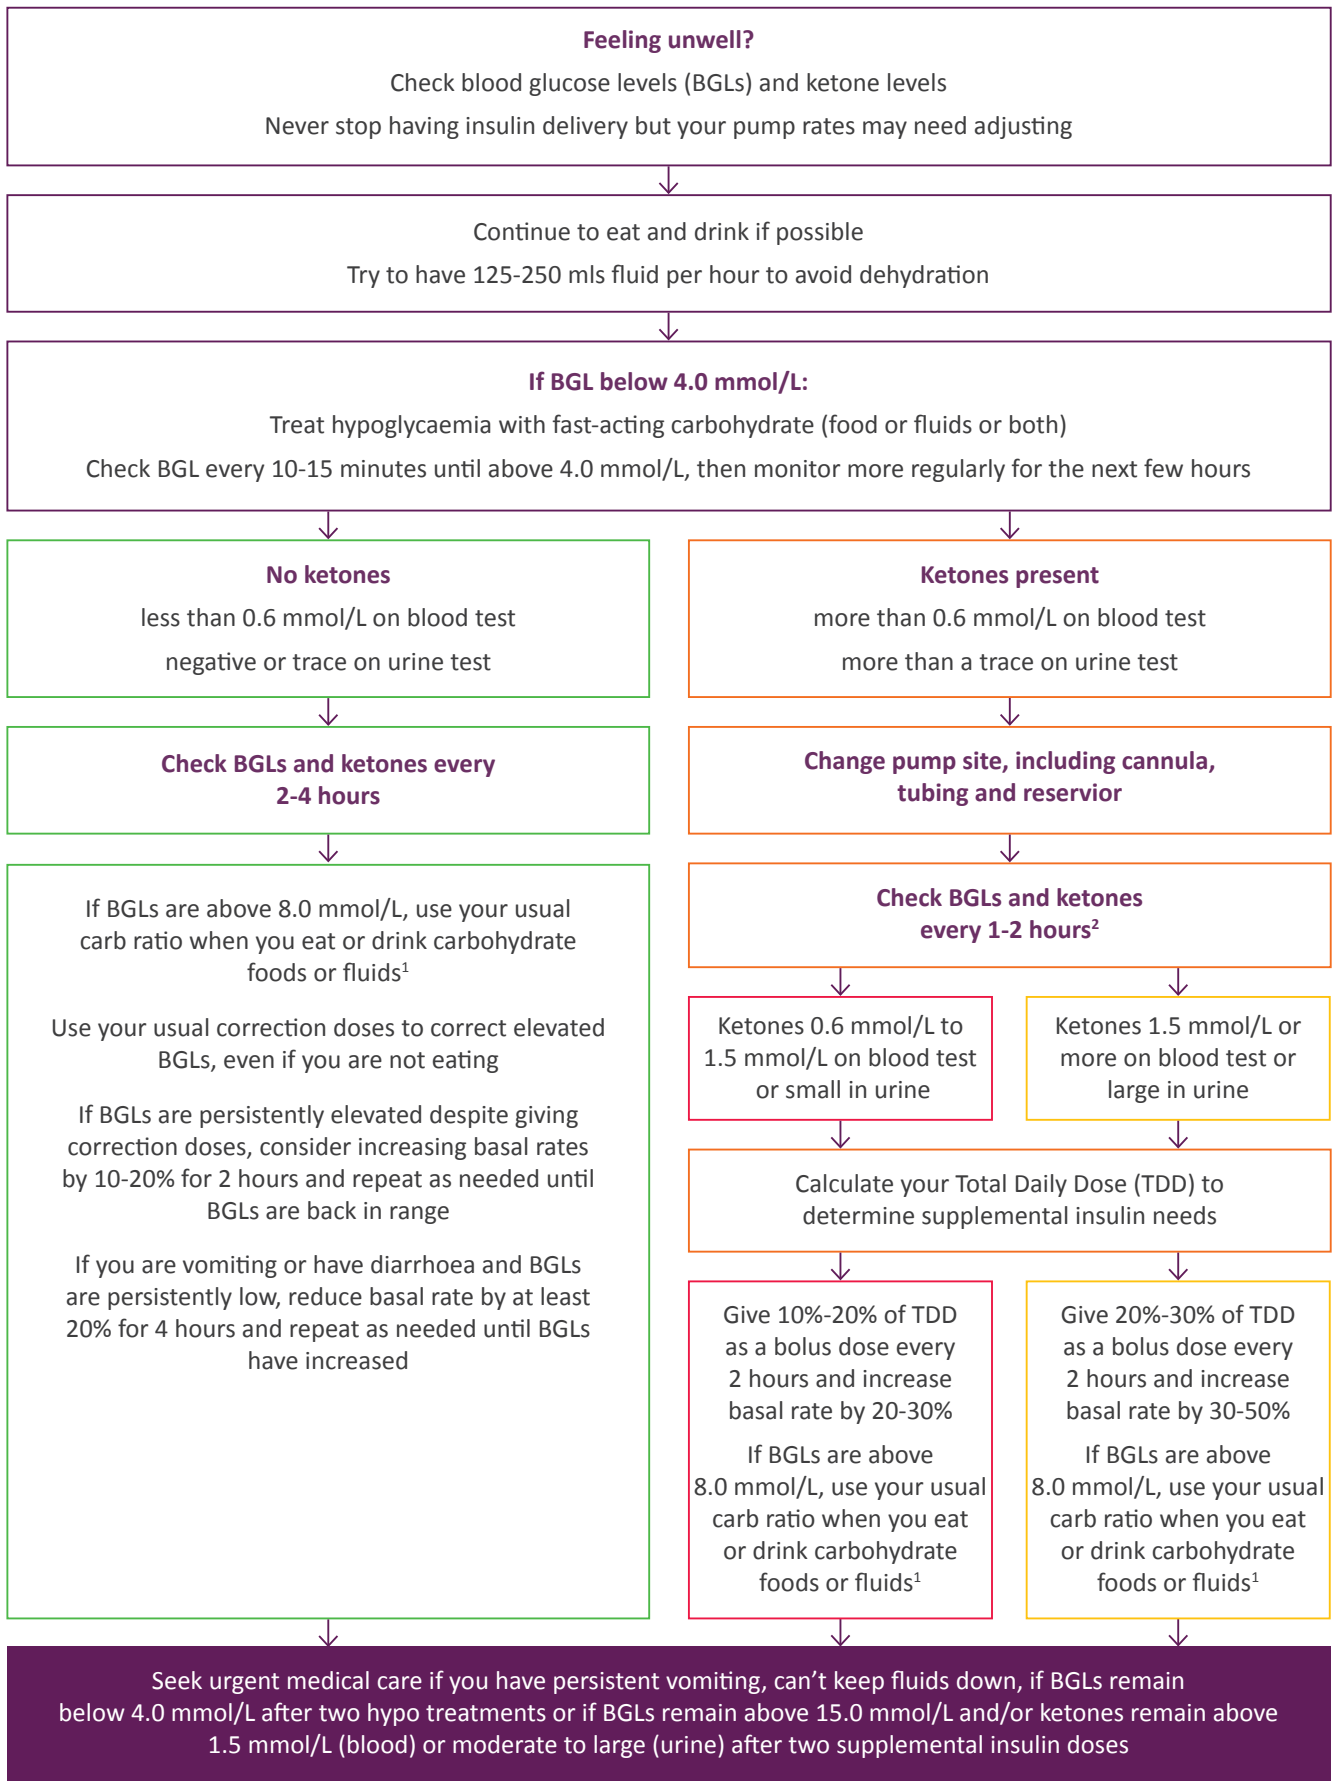 Feeling unwell?
Check blood glucose levels (BGLs) and ketone levels
Never stop having insulin delivery but your pump rates may need adjusting
Continue to eat and drink if possible
Try to have 125-250 mls fluid per hour to avoid dehydration
If BGL below 4.0 mmol/L:
Treat hypoglycaemia with fast-acting carbohydrate (food or fluids or both)
Check BGL every 10-15 minutes until above 4.0 mmol/L, then monitor more regularly for the next few hours
No ketones
less than 0.6 mmol/L on blood test
negative or trace on urine test
Check BGLs and ketones every
2-4 hours
If BGLs are above 8.0 mmol/L, use your usual
carb ratio when you eat or drink carbohydrate
foods or fluids¹
Use your usual correction doses to correct elevated
BGLs, even if you are not eating
If BGLs are persistently elevated despite giving
correction doses, consider increasing basal rates
by 10-20% for 2 hours and repeat as needed until
BGLs are back in range
If you are vomiting or have diarrhoea and BGLs
are persistently low, reduce basal rate by at least
20% for 4 hours and repeat as needed until BGLs
have increased
Ketones present
more than 0.6 mmol/L on blood test
more than a trace on urine test
Change pump site, including cannula,
tubing and reservior
Check BGLs and ketones
every 1-2 hours²
Ketones 0.6 mmol/L to
1.5 mmol/L on blood test
or small in urine
Ketones 1.5 mmol/L or
more on blood test or
large in urine
Calculate your Total Daily Dose (TDD) to
determine supplemental insulin needs
Give 10%-20% of TDD
as a bolus dose every
2 hours and increase
basal rate by 20-30%
If BGLs are above
8.0 mmol/L, use your usual
carb ratio when you eat
or drink carbohydrate
foods or fluids¹
Give 20%-30% of TDD
as a bolus dose every
2 hours and increase
basal rate by 30-50%
If BGLs are above
8.0 mmol/L, use your usual
carb ratio when you eat
or drink carbohydrate
foods or fluids¹
Seek urgent medical care if you have persistent vomiting, can’t keep fluids down, if BGLs remain
below 4.0 mmol/L after two hypo treatments or if BGLs remain above 15.0 mmol/L and/or ketones remain above
1.5 mmol/L (blood) or moderate to large (urine) after two supplemental insulin doses